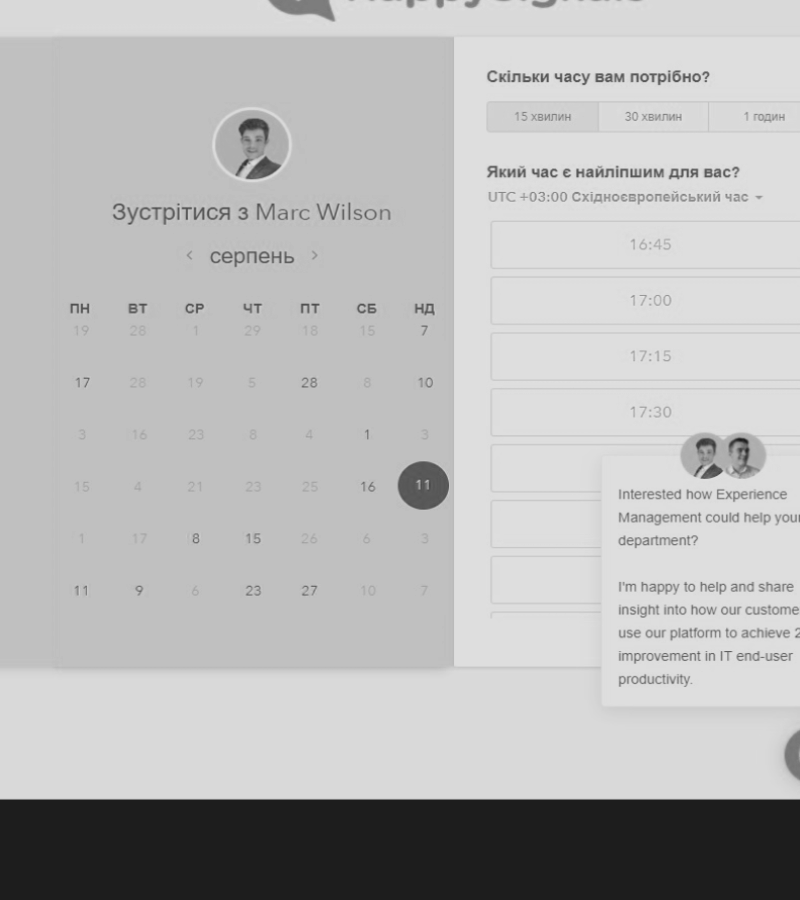 HappySignals
Зустрітися з Marc Wilson
серпень
ПН ВТ СР ЧТ ПТ СБ НД
19 28 1 29 18 15 7
17 28 19 5 28 8 10
3 16 23 8 4 1 3
15 4 21 23 25 16 11
1 17 8 15 26 6 3
11 9 6 23 27 10 7
Скільки часу вам потрібно?
15 хвилин 30 хвилин 1 годин
Який час є найліпшим для вас?
UTC +03:00 Східноєвропейський час
16:45
17:00
17:15
17:30
Interested how Experience
Management could help your
department?
I'm happy to help and share
insight into how our custome
use our platform to achieve 2
improvement in IT end-user
productivity.